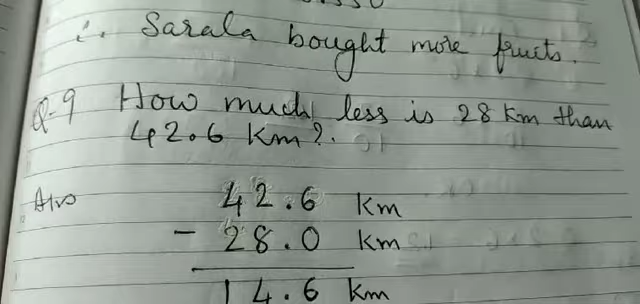 ∴ Sarala bought more fruits.
Q-9 How much less is 28 km than
42.6 km?
Ans 42.6 km
- 28.0 km
14.6 km